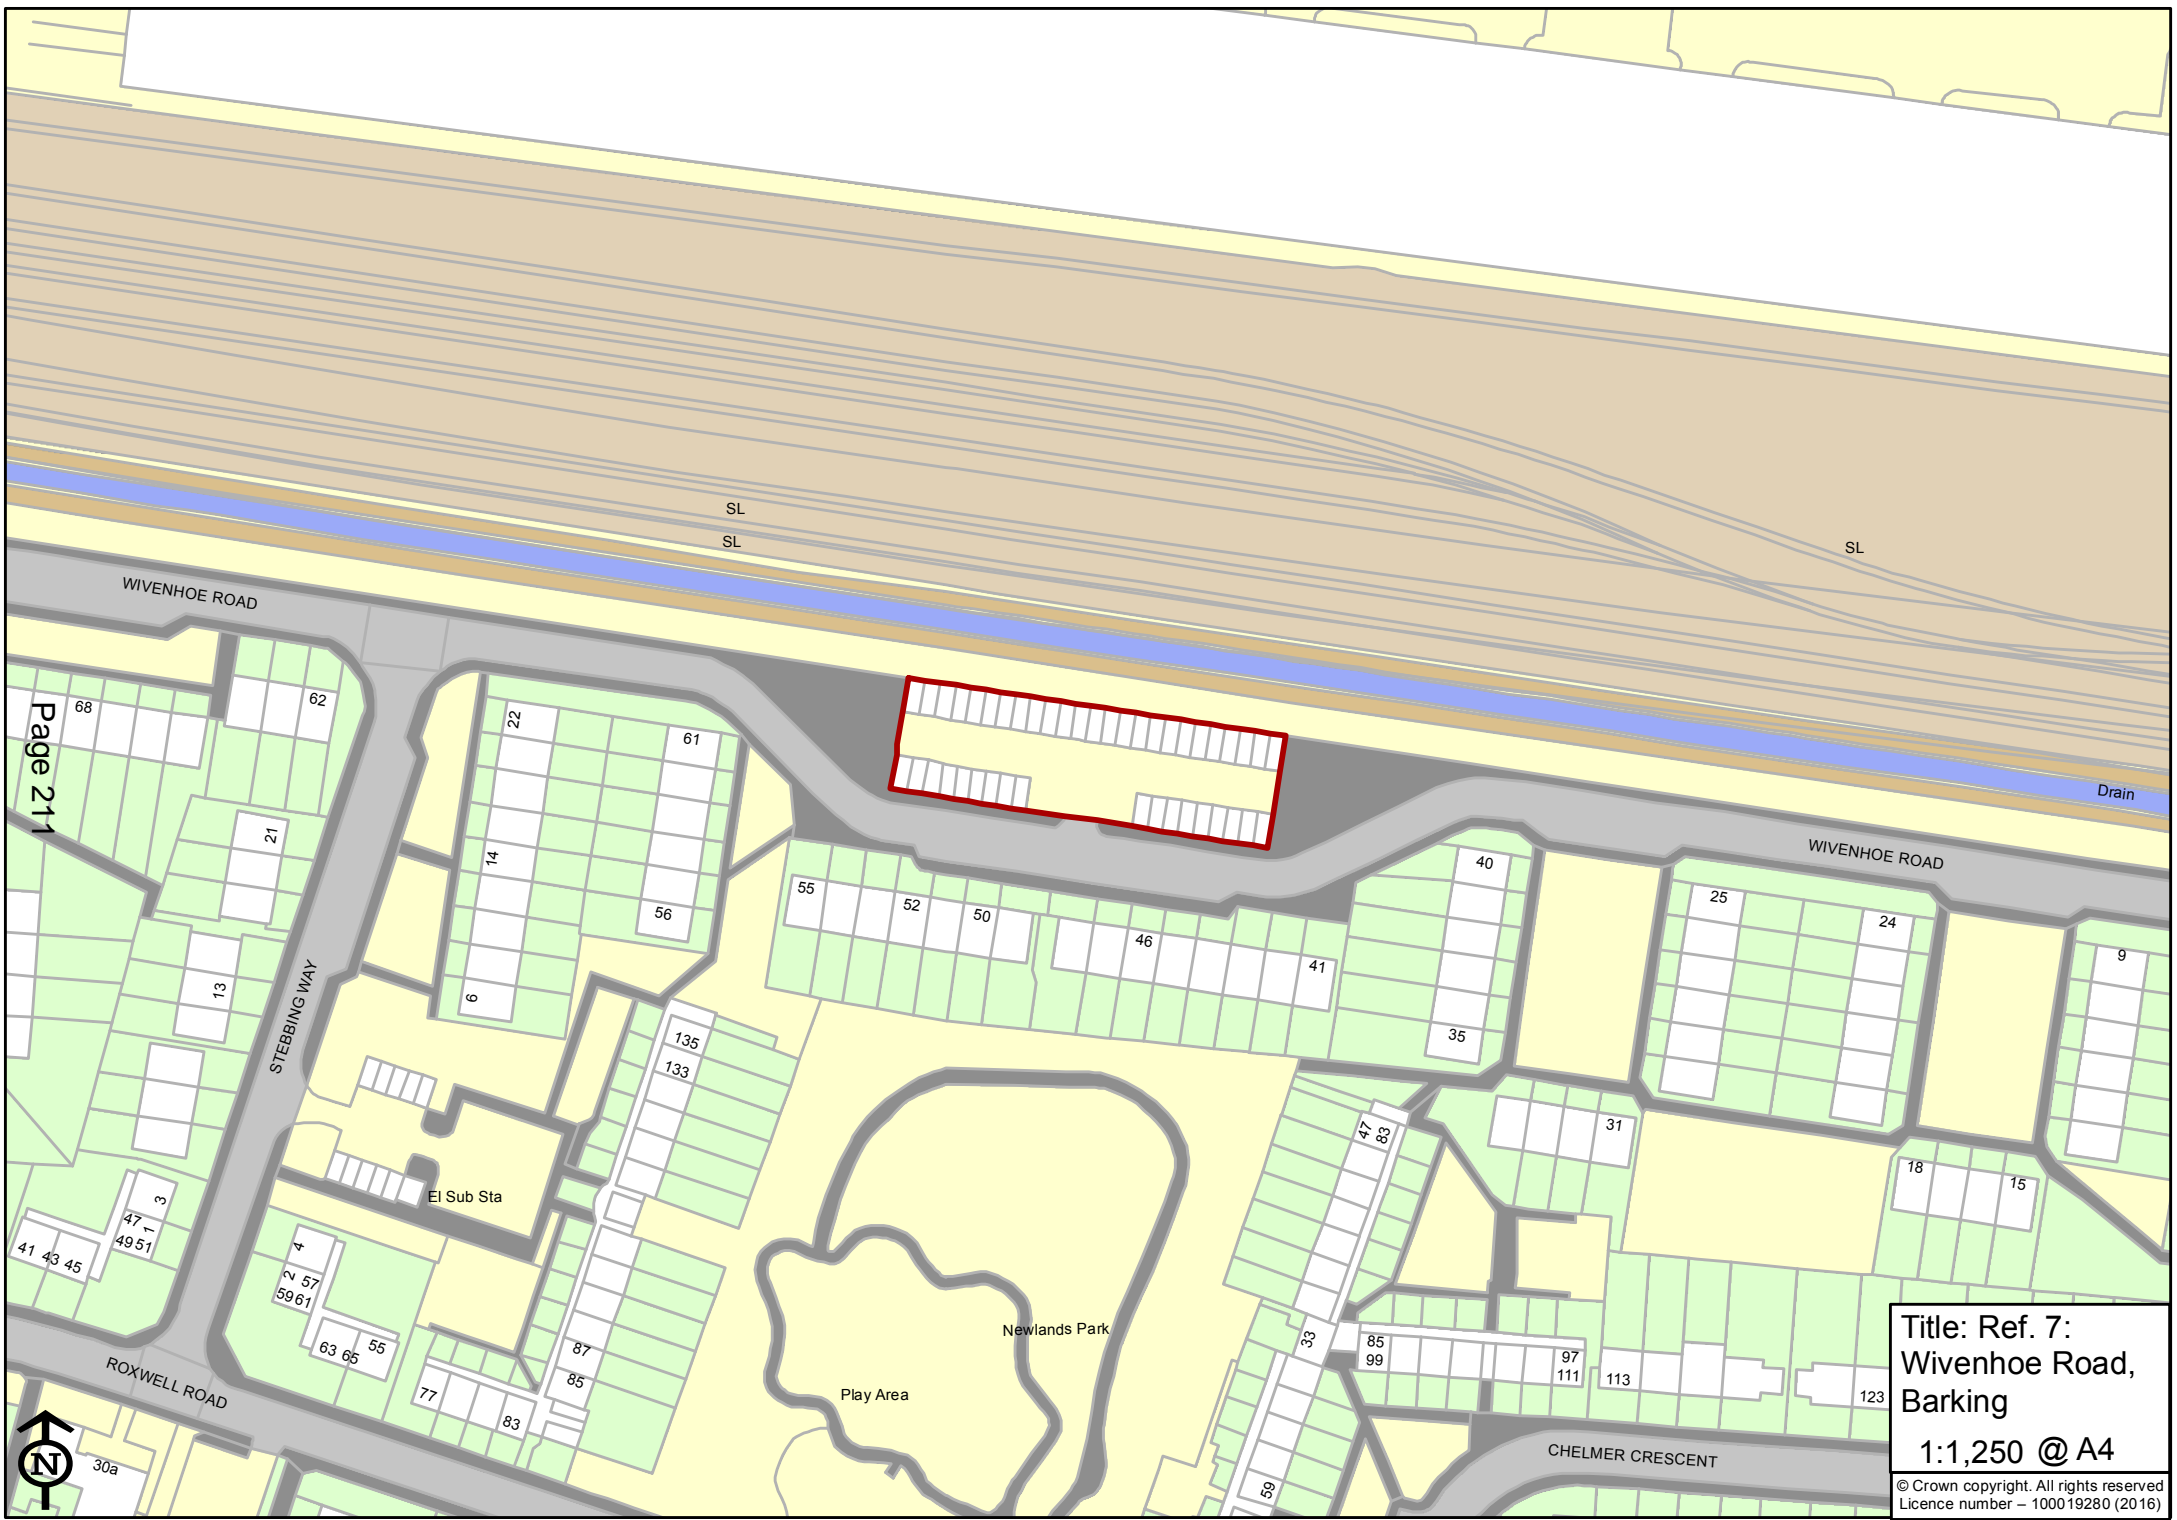 SL
SL
SL
WIVENHOE ROAD
Drain
WIVENHOE ROAD
Page 211
68
62
22
61
21
14
56
13
6
55
52
50
46
41
40
35
25
24
9
STEBBING WAY
135
133
47
83
31
18
15
El Sub Sta
3
47
1
49 51
41
43
45
4
2
57
59 61
63
65
55
Newlands Park
Play Area
87
85
77
83
33
85
99
97
111
113
123
59
ROXWELL ROAD
30a
N
CHELMER CRESCENT
Title: Ref. 7:
Wivenhoe Road,
Barking
1:1,250 @ A4
© Crown copyright. All rights reserved
Licence number – 100019280 (2016)